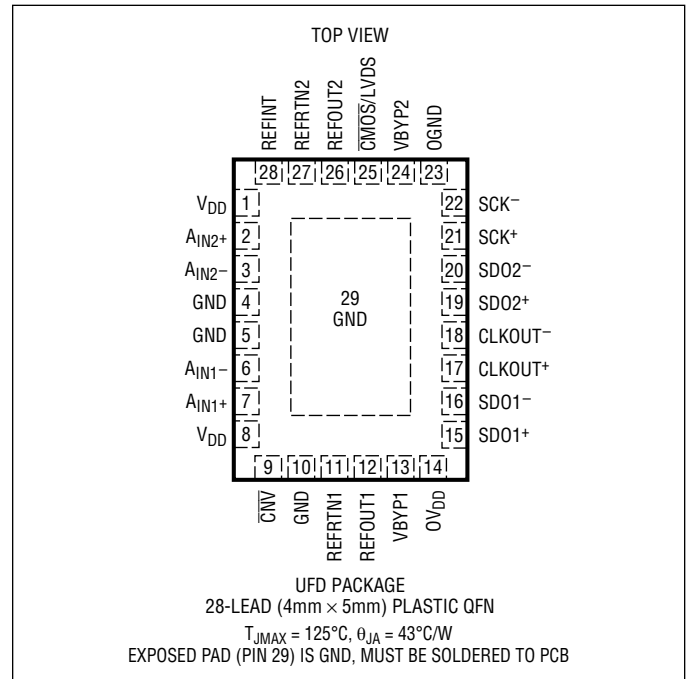 TOP VIEW
REFINT
REFRTN2
REFOUT2
C̅M̅O̅S̅/LVDS
VBYP2
OGND
28 27 26 25 24 23
VDD 1
AIN2+ 2
AIN2– 3
GND 4
GND 5
AIN1– 6
AIN1+ 7
VDD 8
29
GND
22 SCK–
21 SCK+
20 SDO2–
19 SDO2+
18 CLKOUT–
17 CLKOUT+
16 SDO1–
15 SDO1+
9 10 11 12 13 14
C̅N̅V̅
GND
REFRTN1
REFOUT1
VBYP1
OVDD
UFD PACKAGE
28-LEAD (4mm × 5mm) PLASTIC QFN
TJMAX = 125°C, θJA = 43°C/W
EXPOSED PAD (PIN 29) IS GND, MUST BE SOLDERED TO PCB